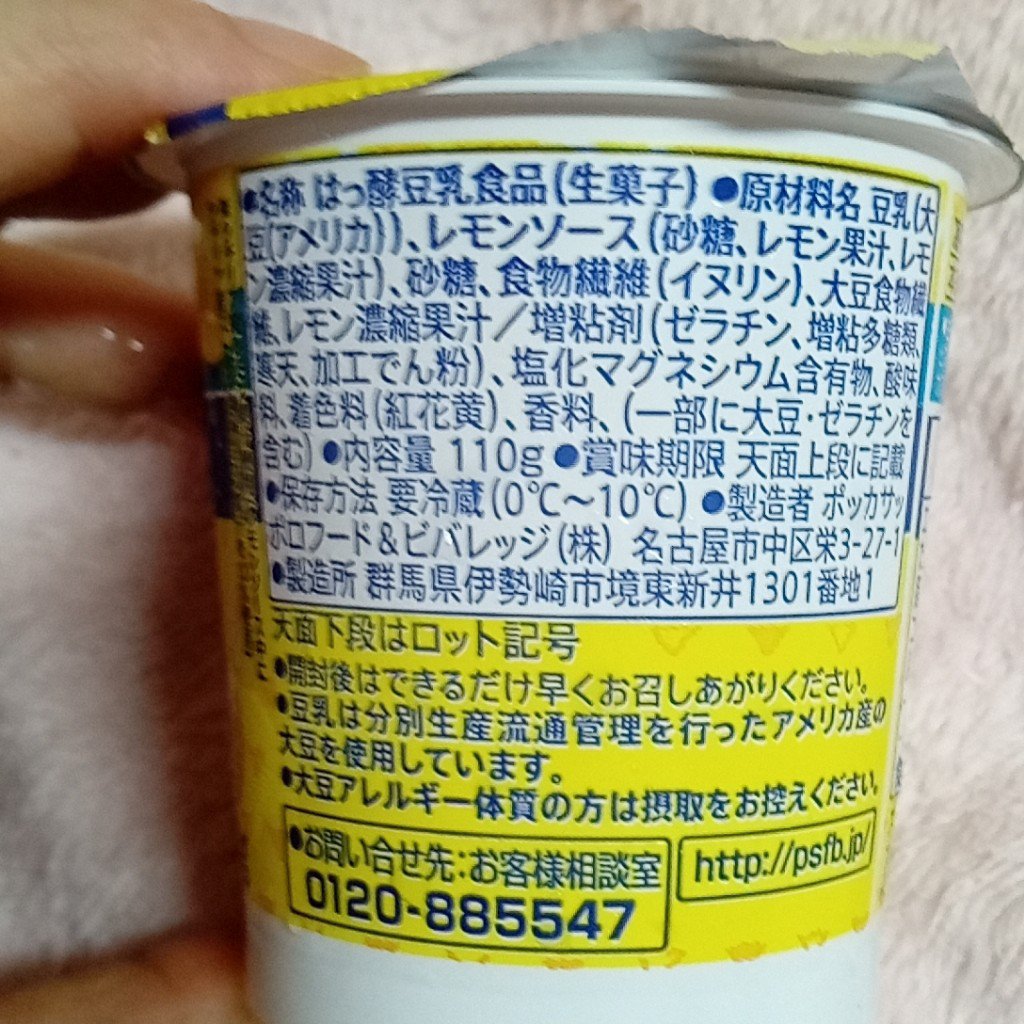 ●名称 はっ酵豆乳食品(生菓子) ●原材料名 豆乳(大
豆(アメリカ))、レモンソース(砂糖、レモン果汁、レモ
ン濃縮果汁)、砂糖、食物繊維(イヌリン)、大豆食物繊
維、レモン濃縮果汁/増粘剤(ゼラチン、増粘多糖類、
寒天、加工でん粉)、塩化マグネシウム含有物、酸味
料、着色料(紅花黄)、香料、(一部に大豆・ゼラチンを
含む) ●内容量 110g ●賞味期限 天面上段に記載
●保存方法 要冷蔵(0℃〜10℃) ●製造者 ポッカサッ
ポロフード&ビバレッジ(株) 名古屋市中区栄3-27-1
●製造所 群馬県伊勢崎市境東新井1301番地1
天面下段はロット記号
●開封後はできるだけ早くお召しあがりください。
●豆乳は分別生産流通管理を行ったアメリカ産の
大豆を使用しています。
●大豆アレルギー体質の方は摂取をお控えください。
●お問い合せ先:お客様相談室
0120-885547
http://psfb.jp/